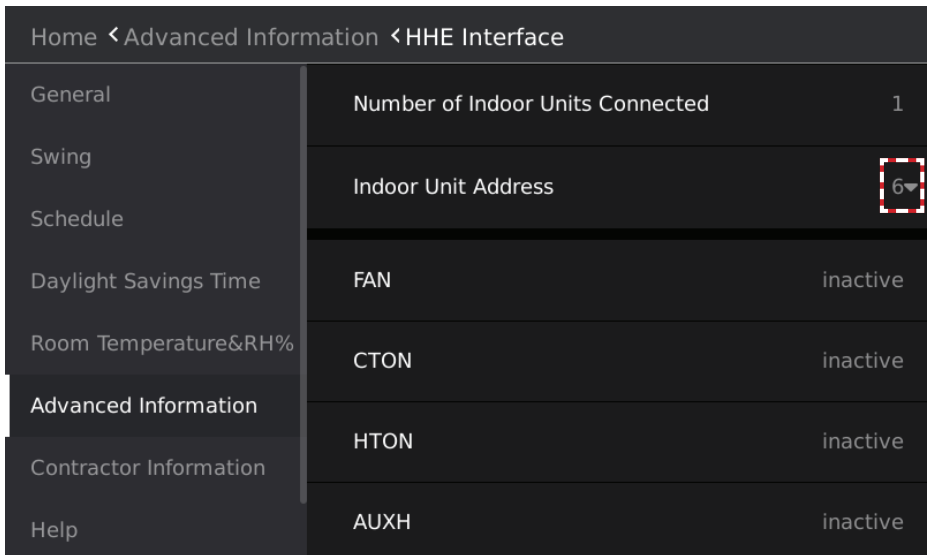 Home <Advanced Information <HHE Interface
General
Swing
Schedule
Daylight Savings Time
Room Temperature&RH%
Advanced Information
Contractor Information
Help
Number of Indoor Units Connected 1
Indoor Unit Address 6
FAN inactive
CTON inactive
HTON inactive
AUXH inactive